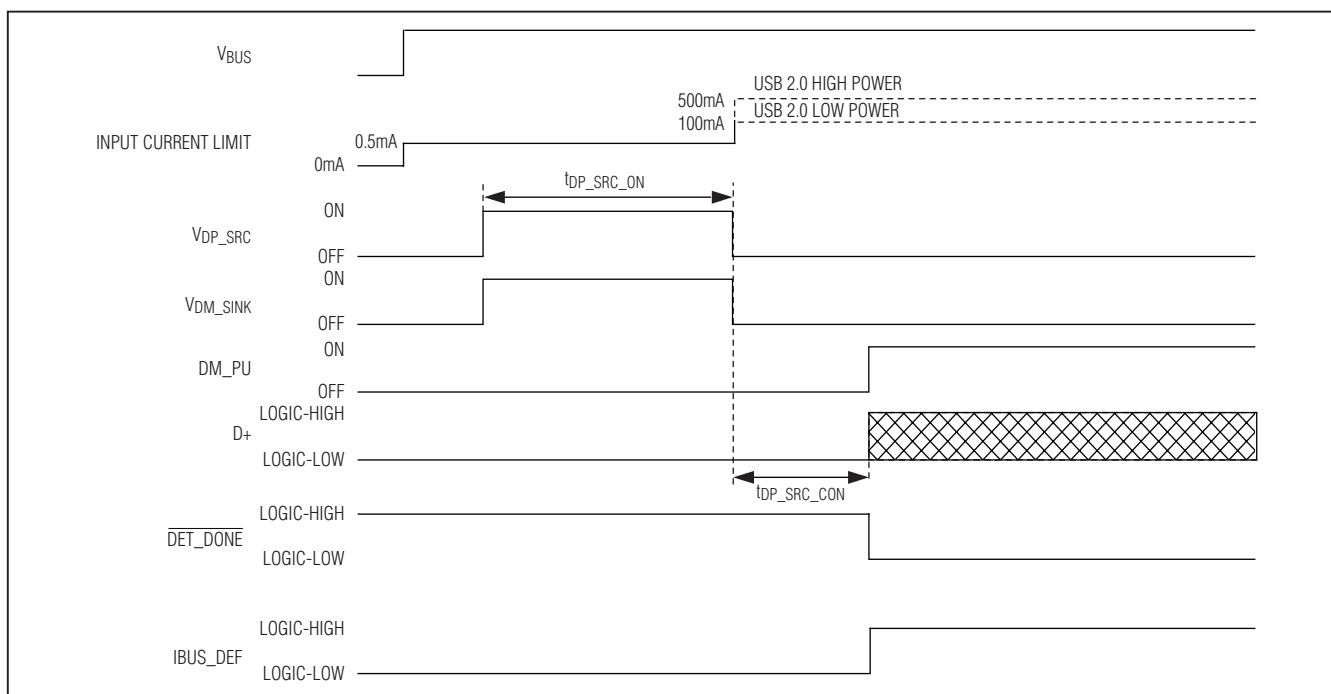 VBUS
USB 2.0 HIGH POWER
500mA
USB 2.0 LOW POWER
100mA
INPUT CURRENT LIMIT
0.5mA
0mA
tDP_SRC_ON
ON
VDP_SRC
OFF
ON
VDM_SINK
OFF
ON
DM_PU
OFF
LOGIC-HIGH
D+
LOGIC-LOW
tDP_SRC_CON
LOGIC-HIGH
DET_DONE
LOGIC-LOW
LOGIC-HIGH
IBUS_DEF
LOGIC-LOW